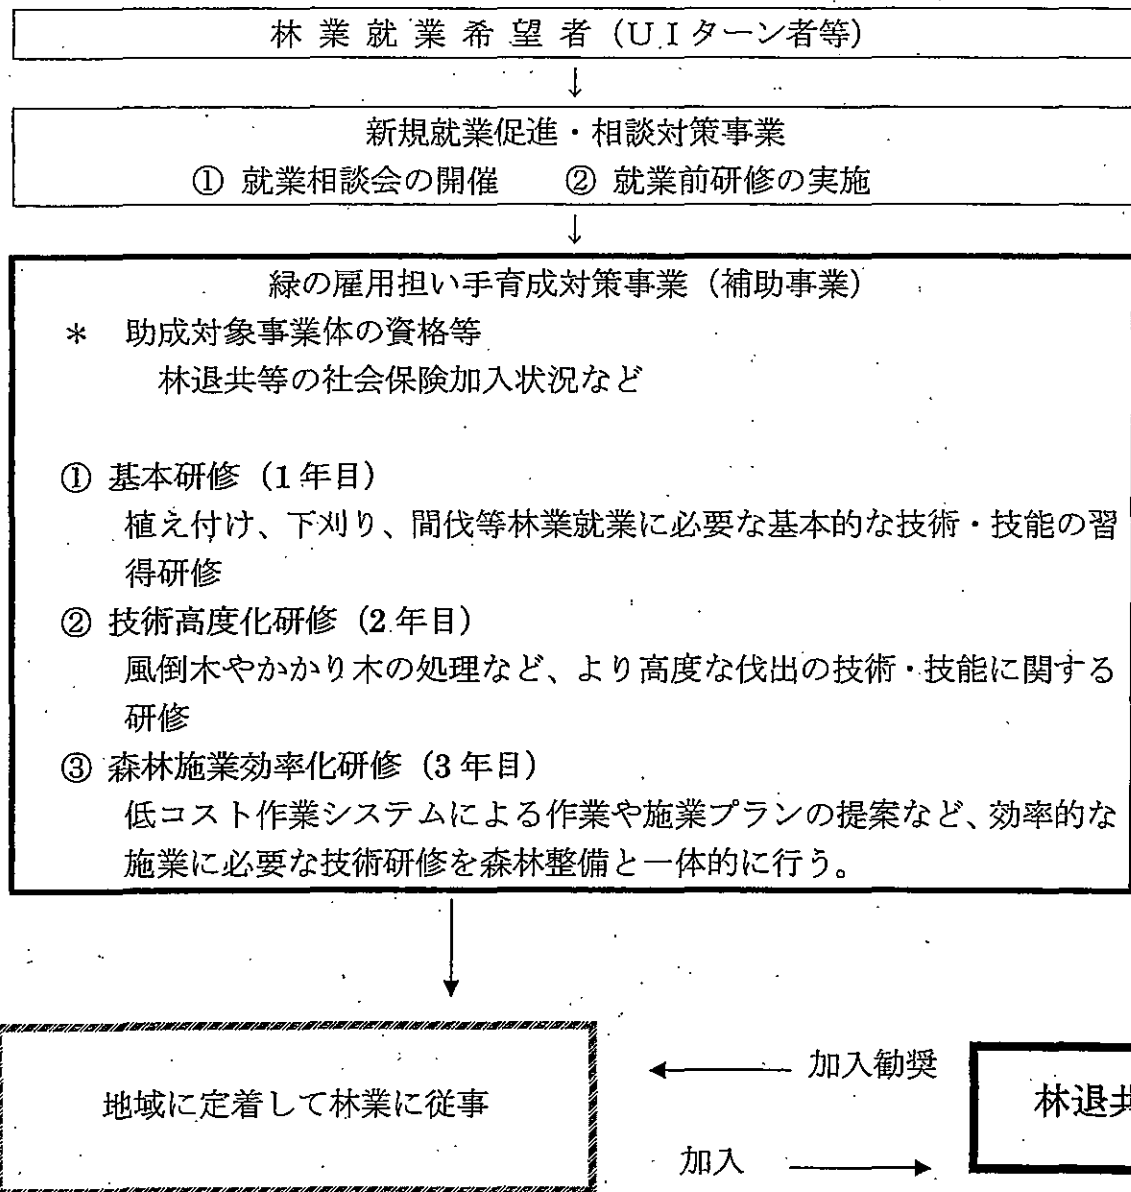 林業就業希望者（ＵＩターン者等）
↓
新規就業促進・相談対策事業
① 就業相談会の開催　② 就業前研修の実施
↓
緑の雇用担い手育成対策事業（補助事業）
＊　助成対象事業体の資格等
林退共等の社会保険加入状況など
① 基本研修（1年目）
植え付け、下刈り、間伐等林業就業に必要な基本的な技術・技能の習
得研修
② 技術高度化研修（2年目）
風倒木やかかり木の処理など、より高度な伐出の技術・技能に関する
研修
③ 森林施業効率化研修（3年目）
低コスト作業システムによる作業や施業プランの提案など、効率的な
施業に必要な技術研修を森林整備と一体的に行う。
加入勧奨
地域に定着して林業に従事
林退共
加入